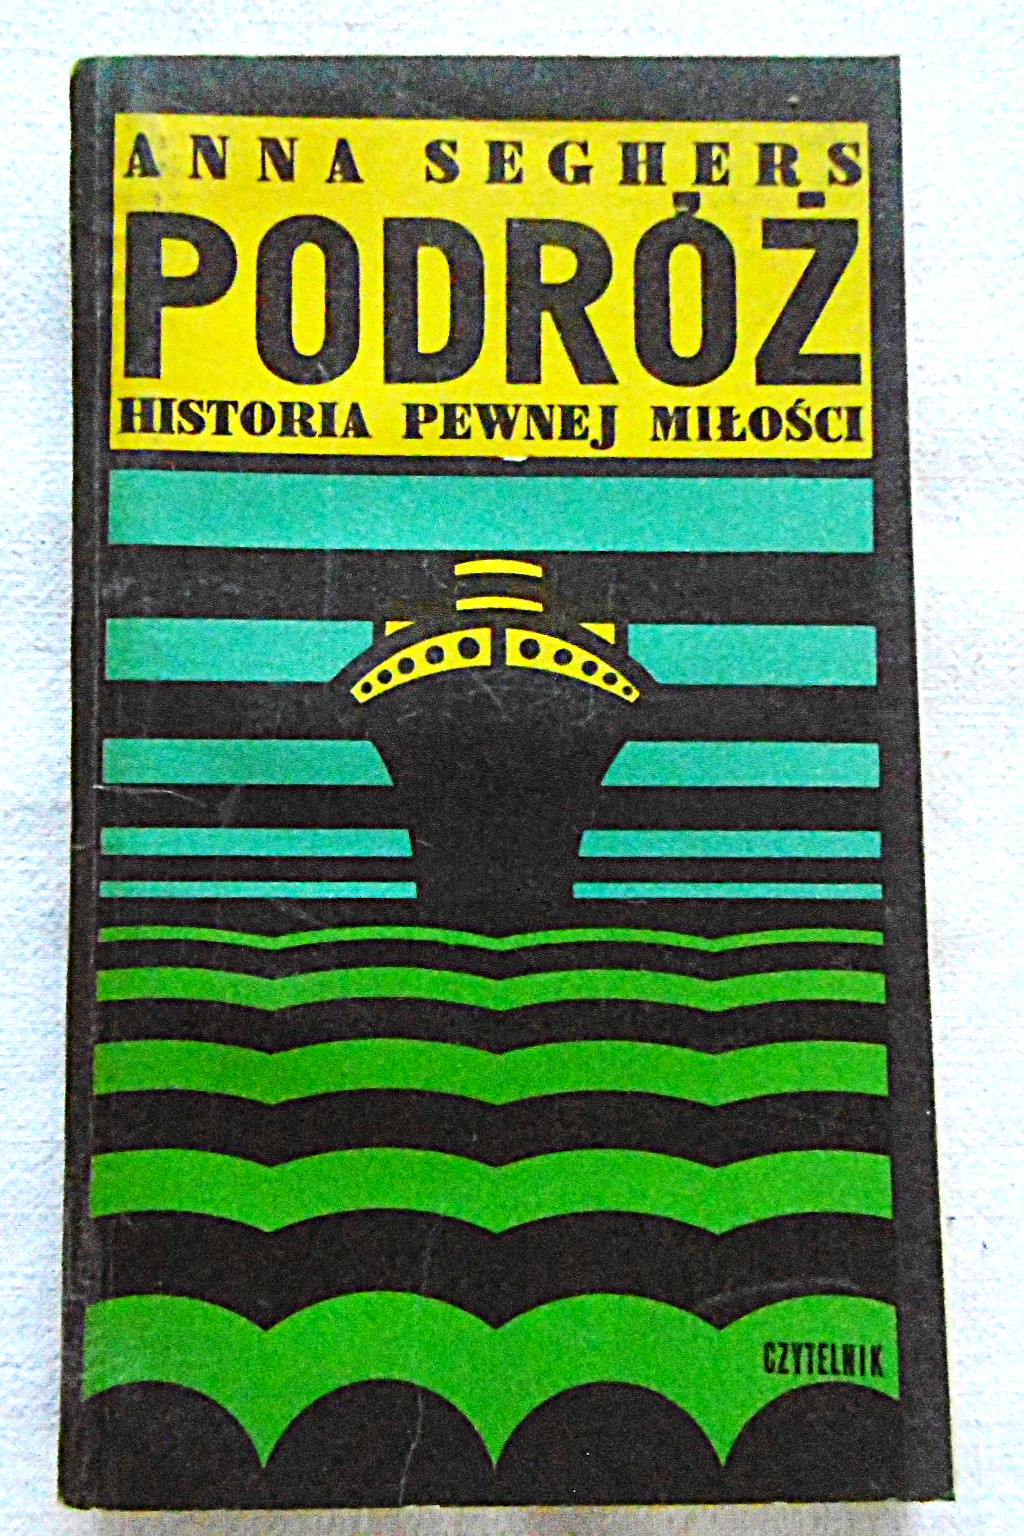 ANNA SEGHERS
PODRÓŻ
HISTORIA PEWNEJ MIŁOŚCI
CZYTELNIK